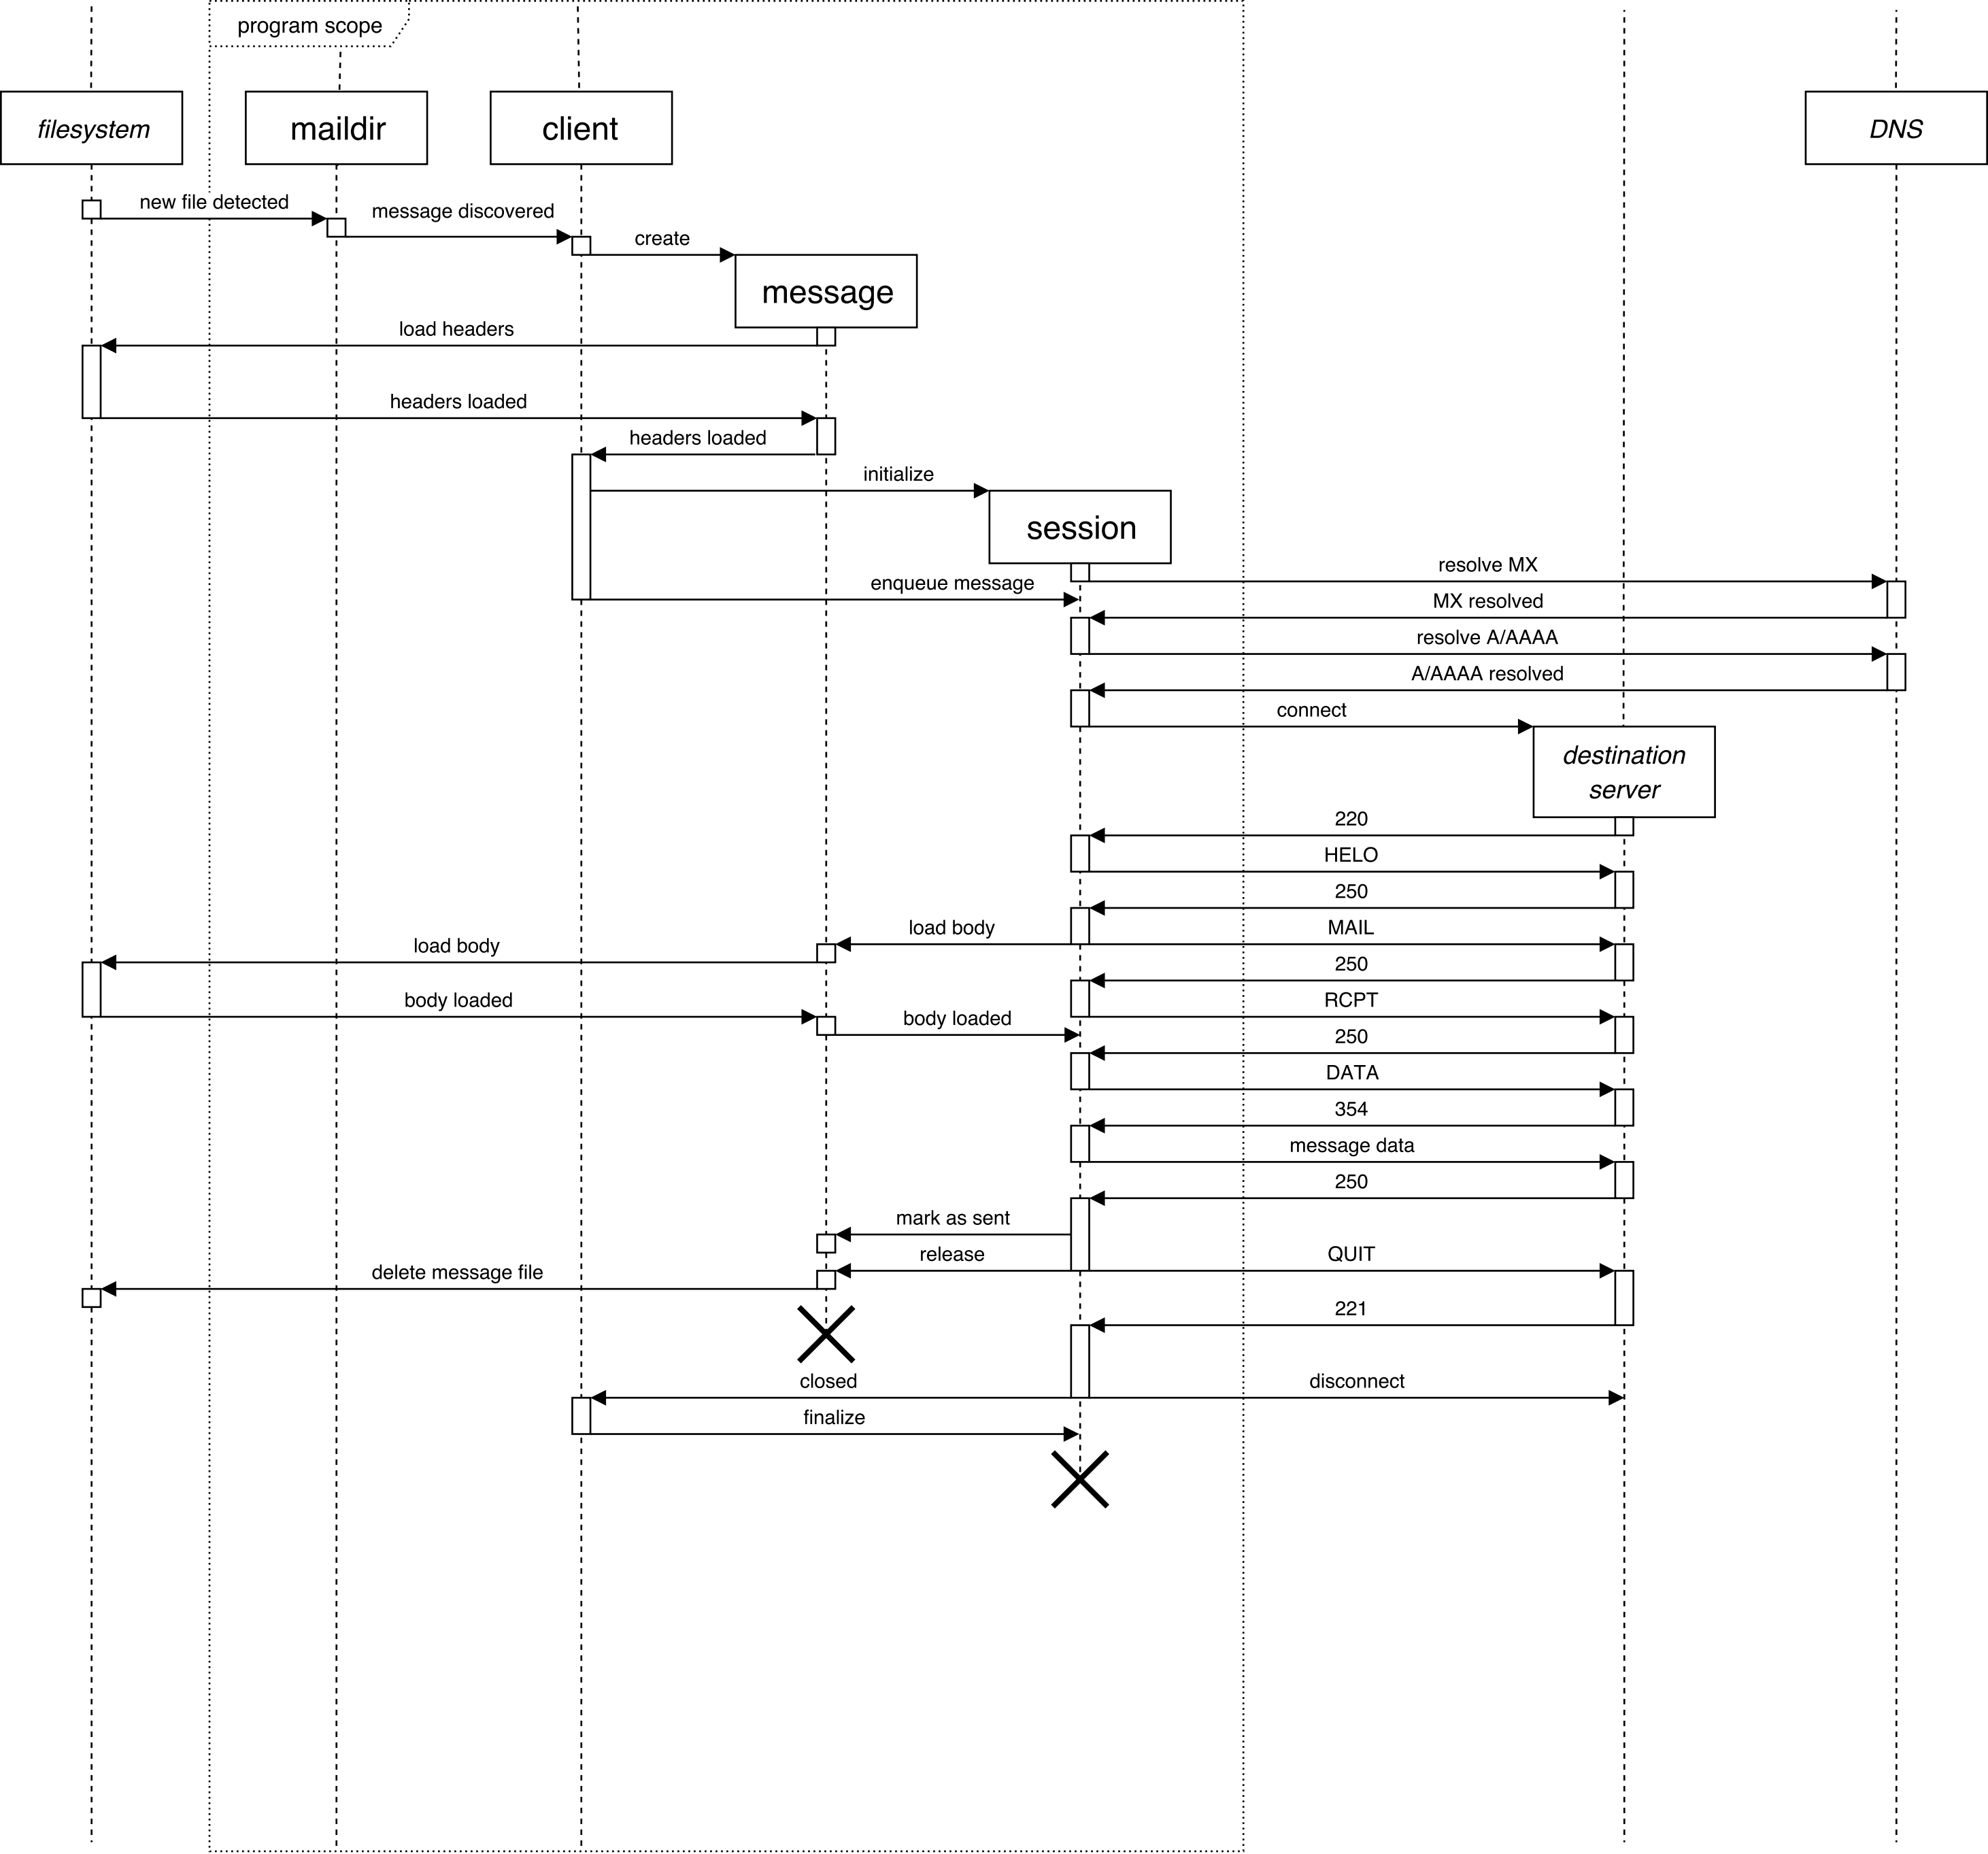 program scope
filesystem
maildir
client
DNS
new file detected
message discovered
create
message
load headers
headers loaded
headers loaded
initialize
session
resolve MX
enqueue message
MX resolved
resolve A/AAAA
A/AAAA resolved
connect
destination
server
220
HELO
250
load body
MAIL
load body
250
body loaded
RCPT
body loaded
250
DATA
354
message data
250
mark as sent
release
QUIT
delete message file
221
closed
disconnect
finalize